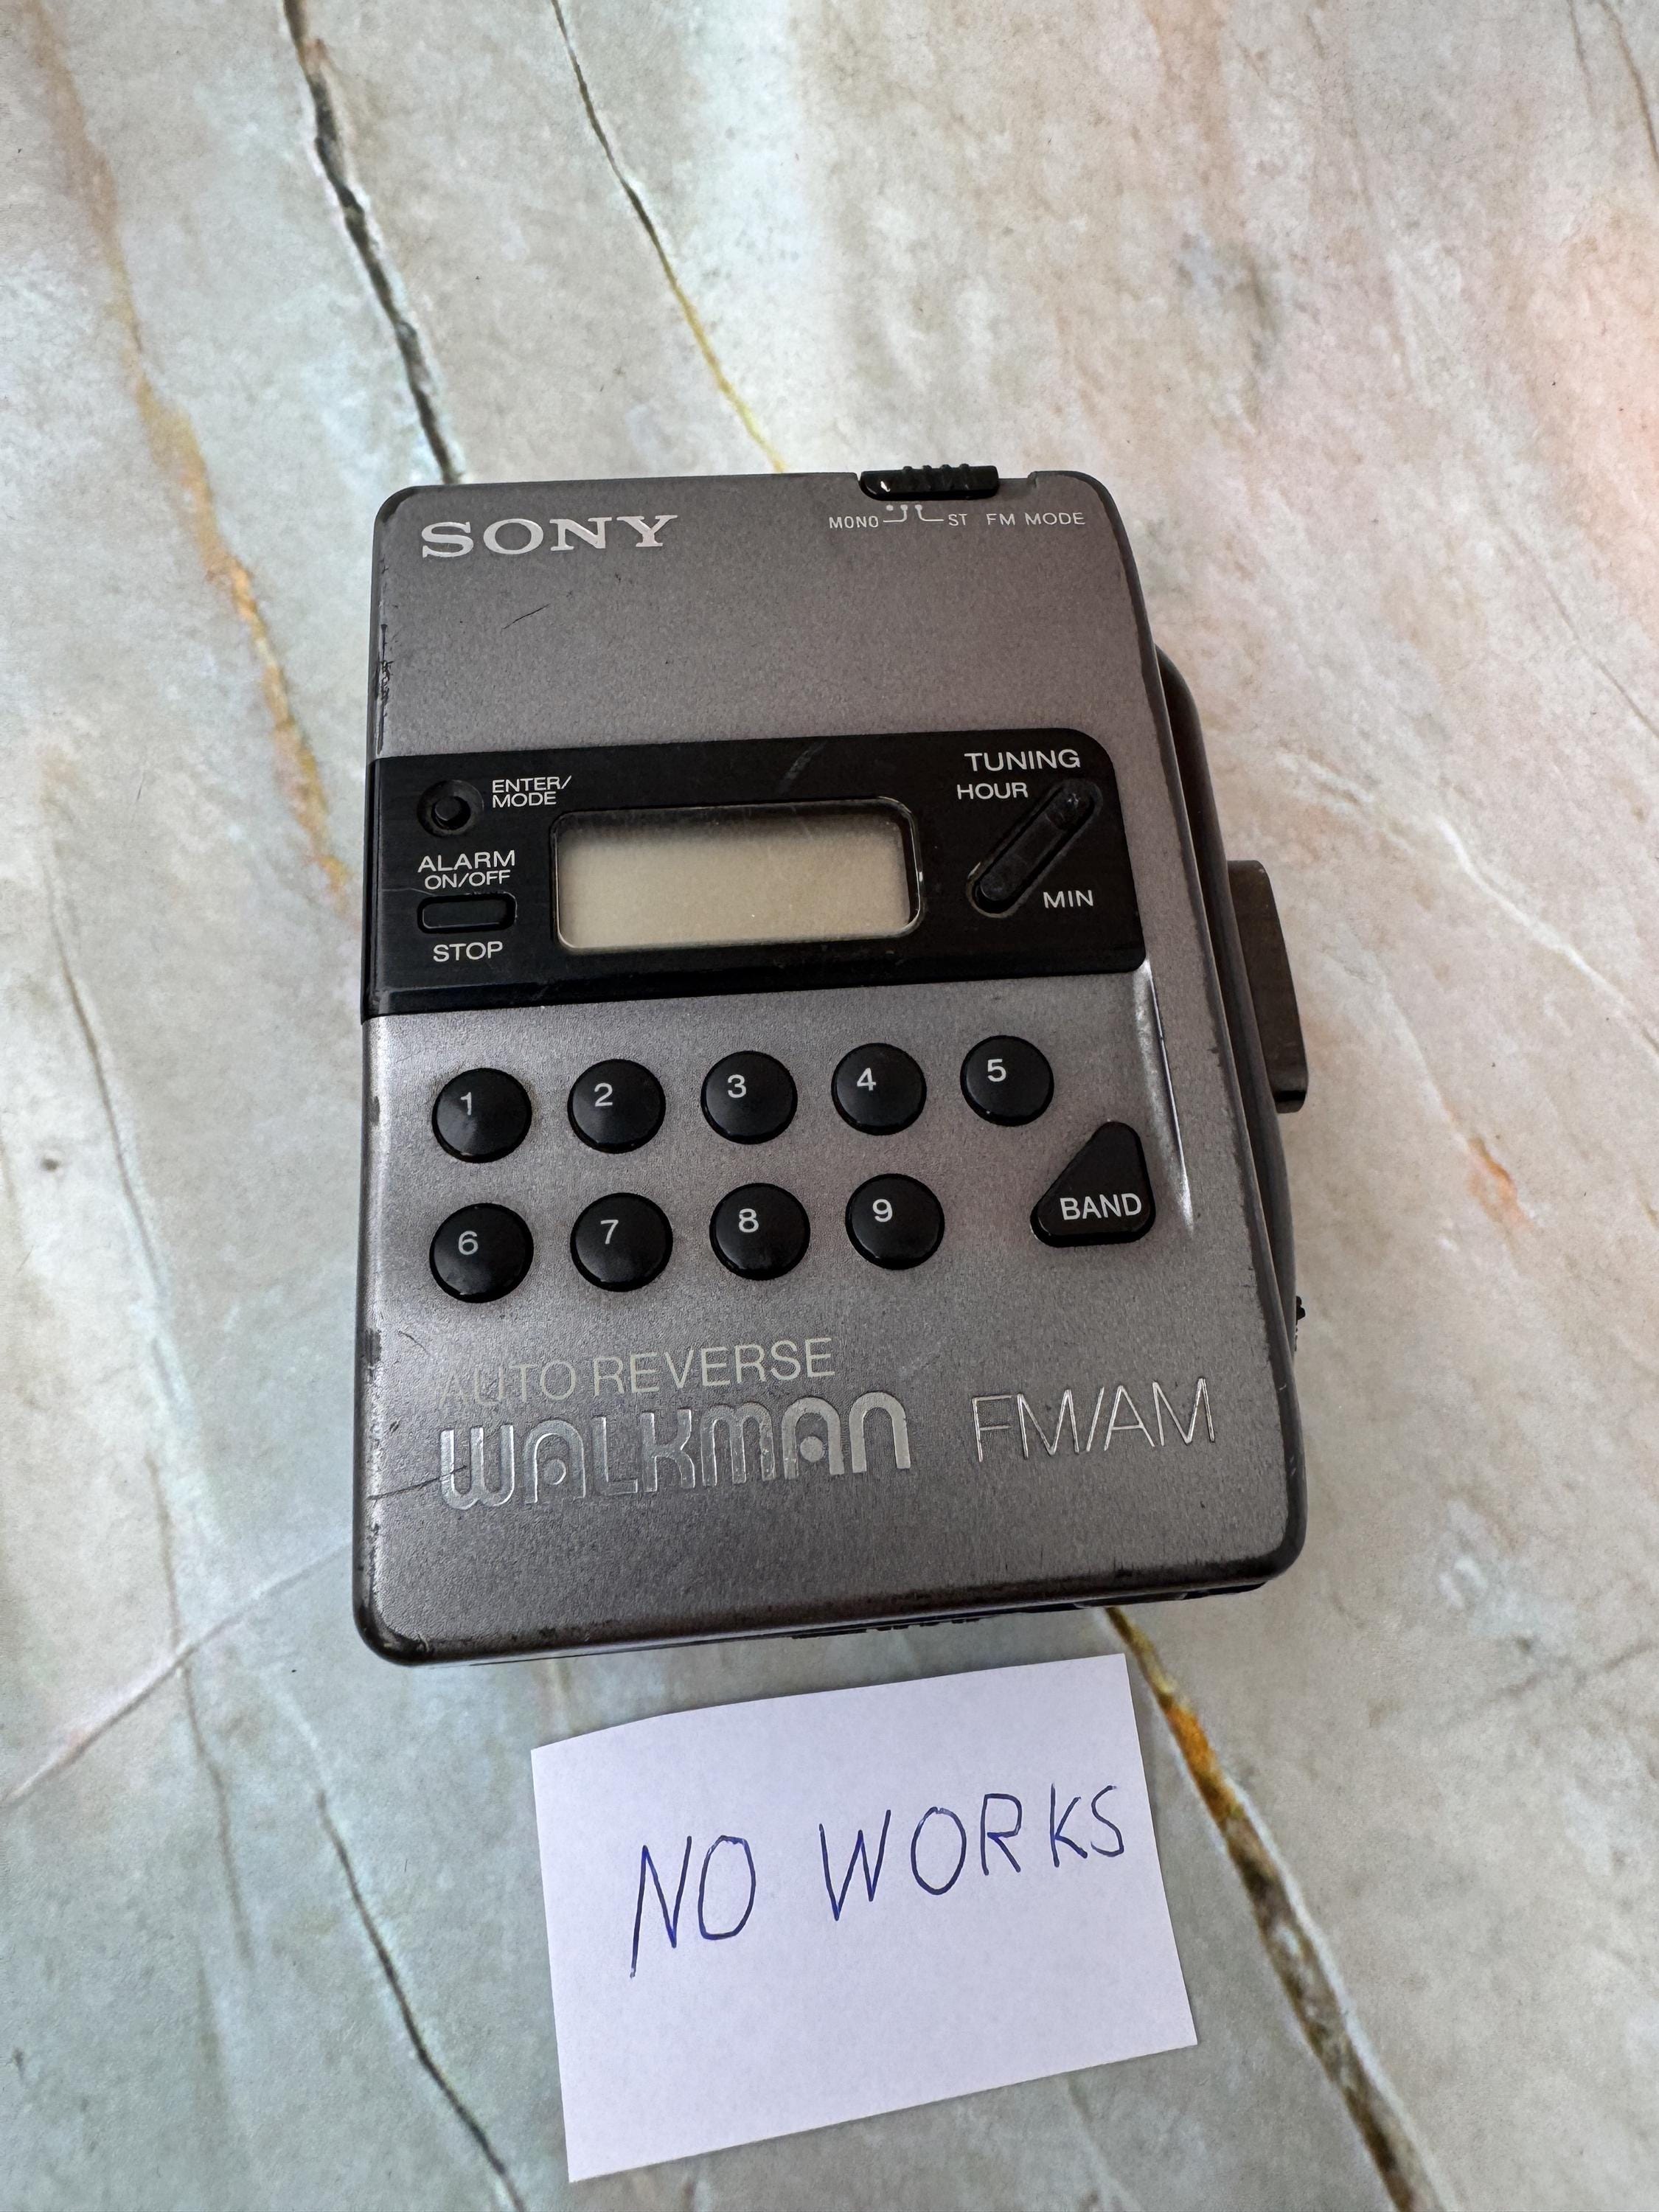 SONY
MONO ST FM MODE
TUNING
ENTER/
MODE
HOUR
ALARM
ON/OFF
MIN
STOP
1 2 3 4 5
6 7 8 9 BAND
AUTO REVERSE
WALKMAN FM/AM
NO WORKS